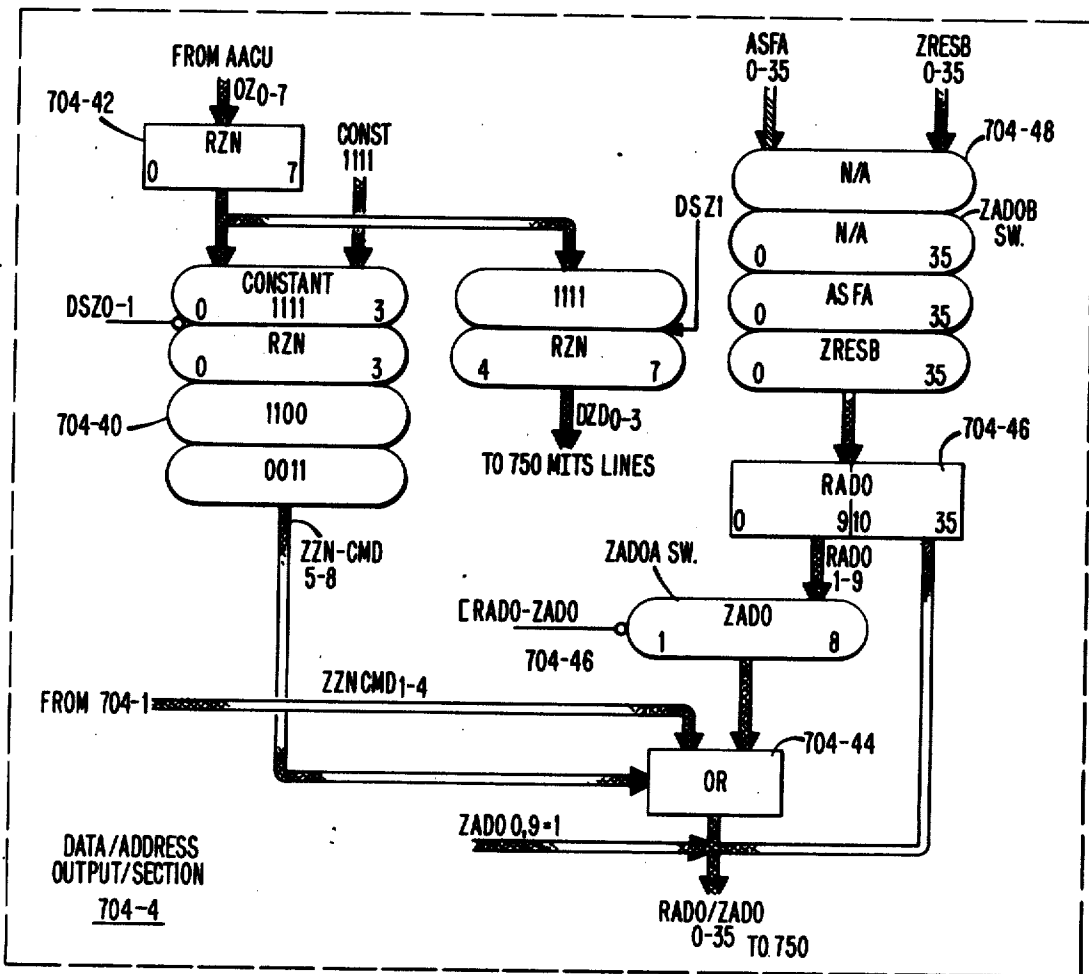 FROM AACU
OZ0-7
704-42
RZN
0 7
CONST
1111
ASFA
0-35
ZRESB
0-35
704-48
N/A
ZADOB
SW.
N/A
0 35
ASFA
0 35
ZRESB
0 35
DSZ1
DSZ0-1
CONSTANT
0 1111 3
RZN
0 3
704-40
1100
0011
1111
RZN
4 7
DZD0-3
TO 750 MITS LINES
704-46
RADO
0 9 10 35
RADO
1-9
ZZN-CMD
5-8
ZADOA SW.
[RADO-ZADO
ZADO
1 8
704-46
FROM 704-1
ZZNCMD1-4
704-44
OR
ZADO 0,9=1
DATA/ADDRESS
OUTPUT/SECTION
704-4
RADO/ZADO
0-35 TO 750